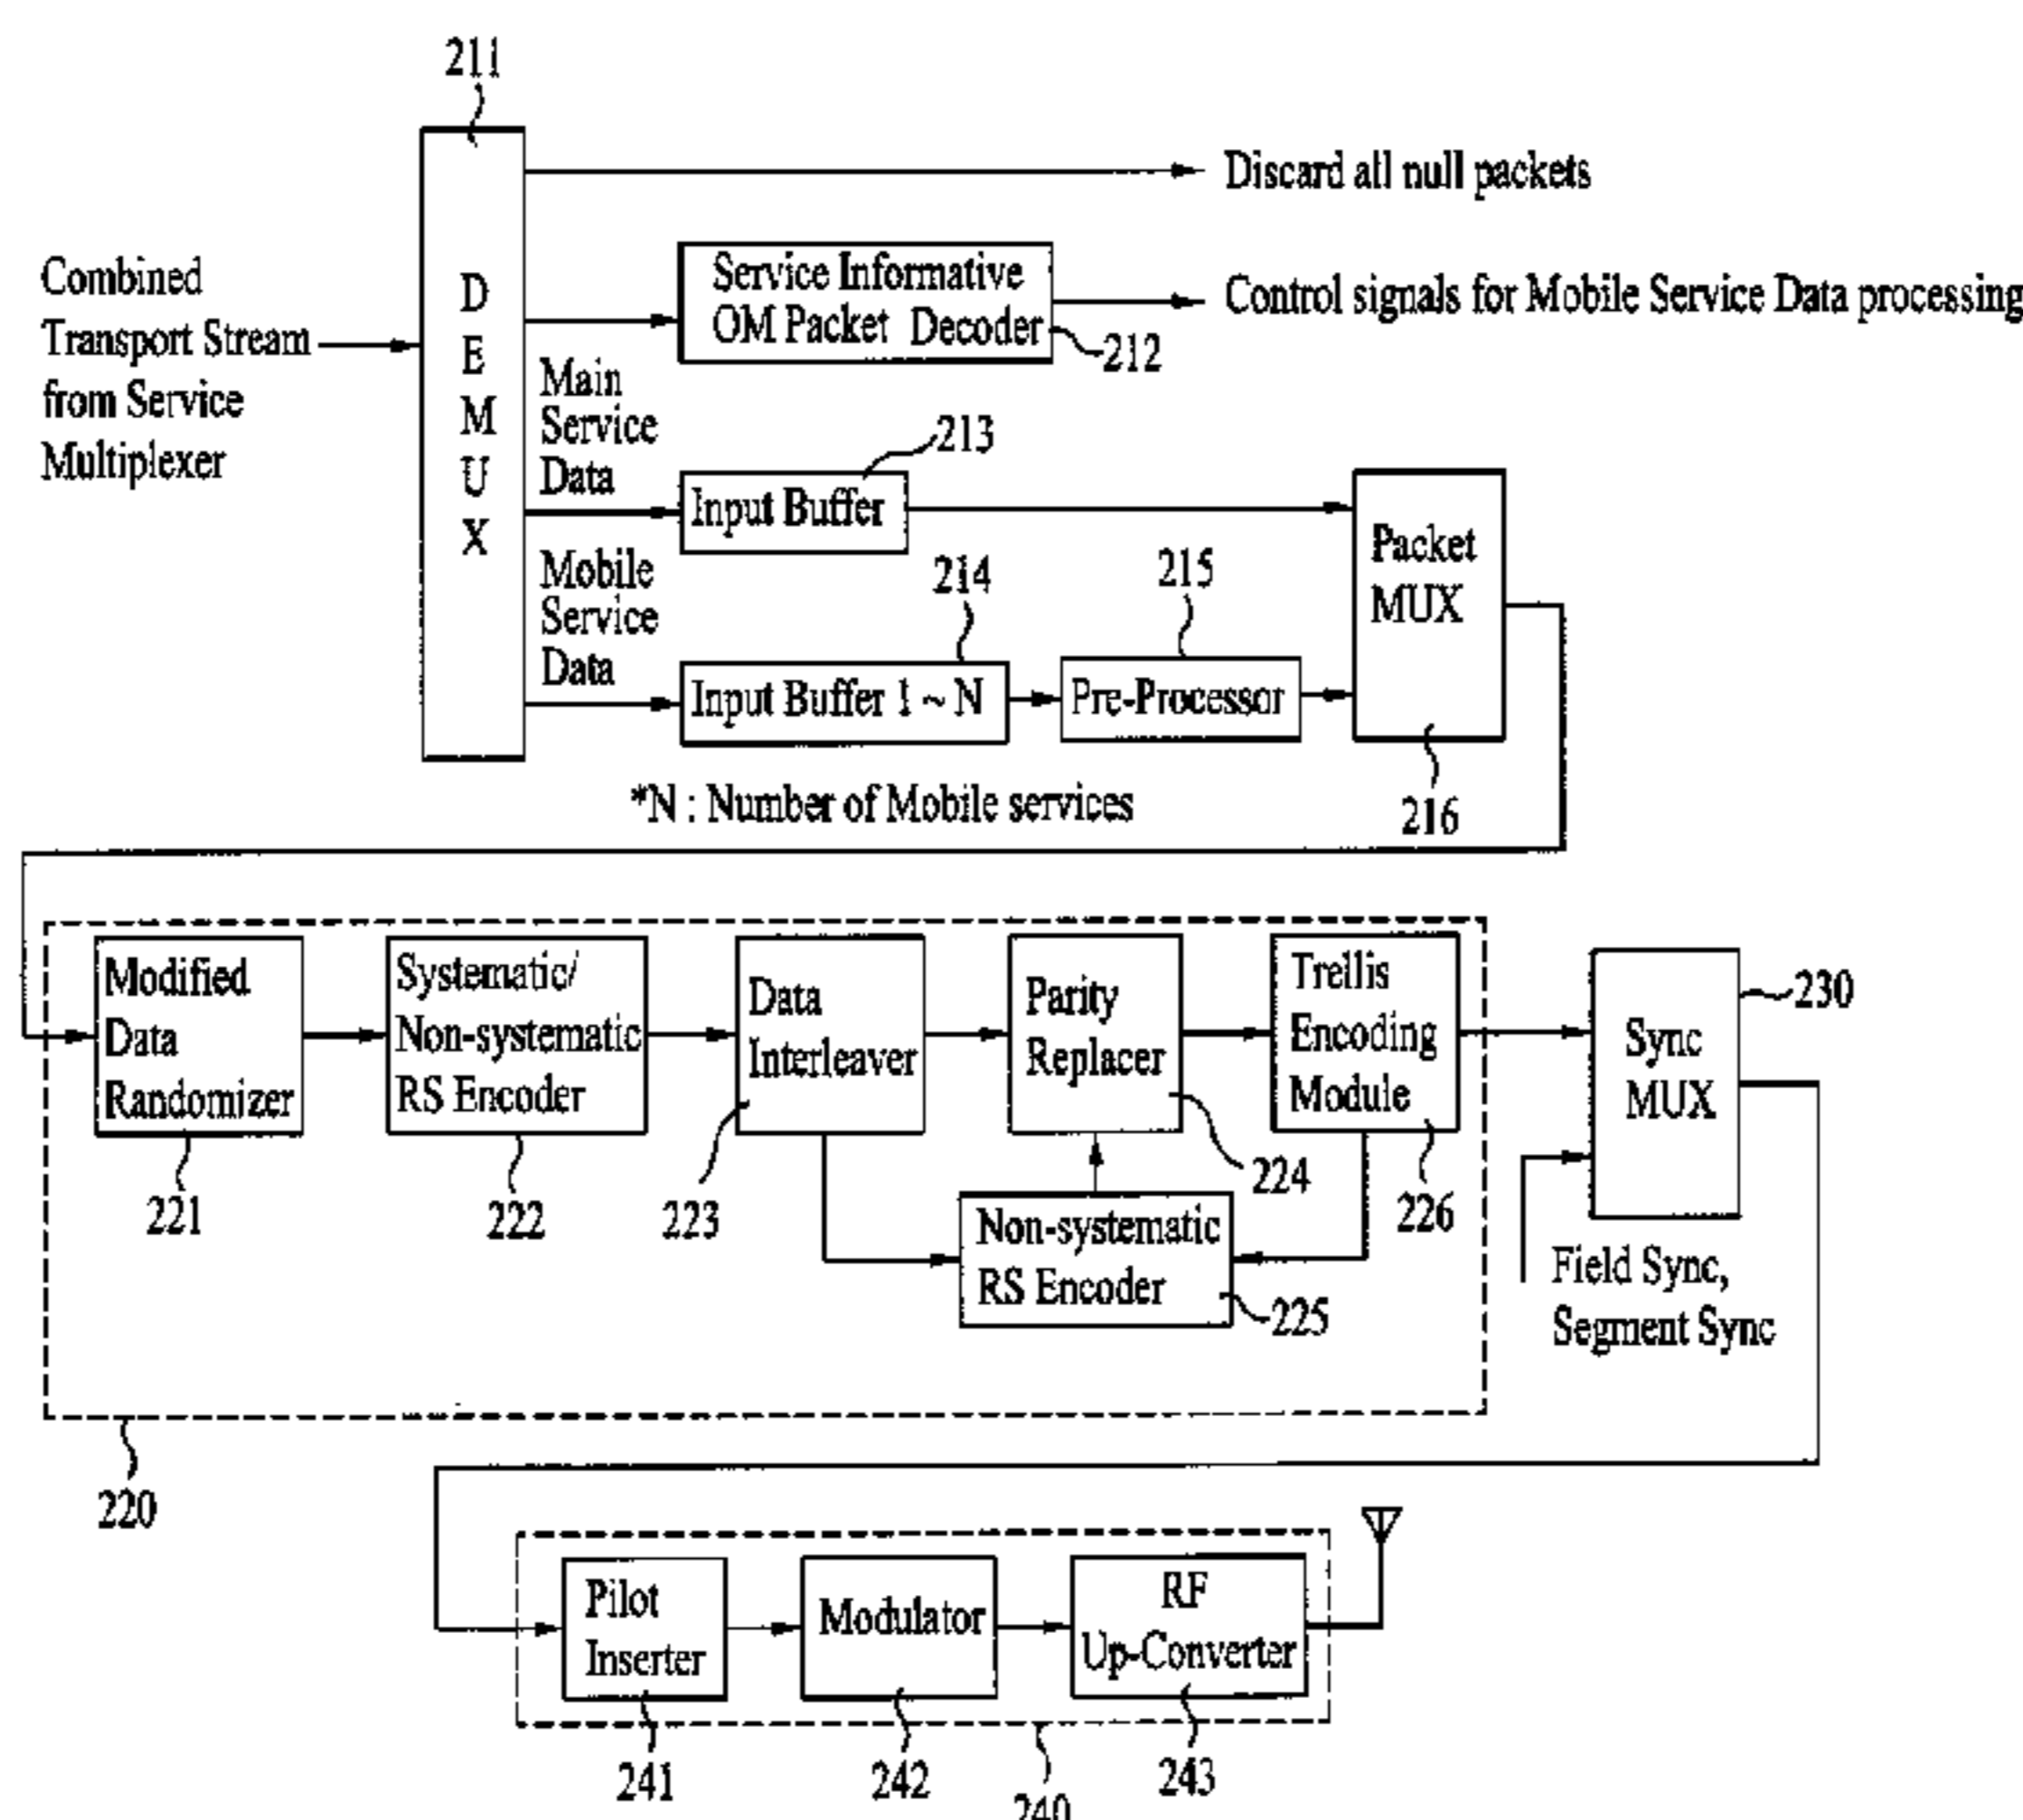 211
Discard all null packets
Combined
Transport Stream
from Service
Multiplexer
D
E
M
U
X
Service Informative
OM Packet Decoder
212
Control signals for Mobile Service Data processing
Main
Service
Data
213
Input Buffer
Mobile
Service
Data
214
Input Buffer 1 ~ N
215
Pre-Processor
Packet
MUX
216
*N : Number of Mobile services
Modified
Data
Randomizer
221
Systematic/
Non-systematic
RS Encoder
222
Data
Interleaver
223
Parity
Replacer
224
Trellis
Encoding
Module
226
Non-systematic
RS Encoder
225
Sync
MUX
230
Field Sync,
Segment Sync
220
Pilot
Inserter
241
Modulator
242
RF
Up-Converter
243
240